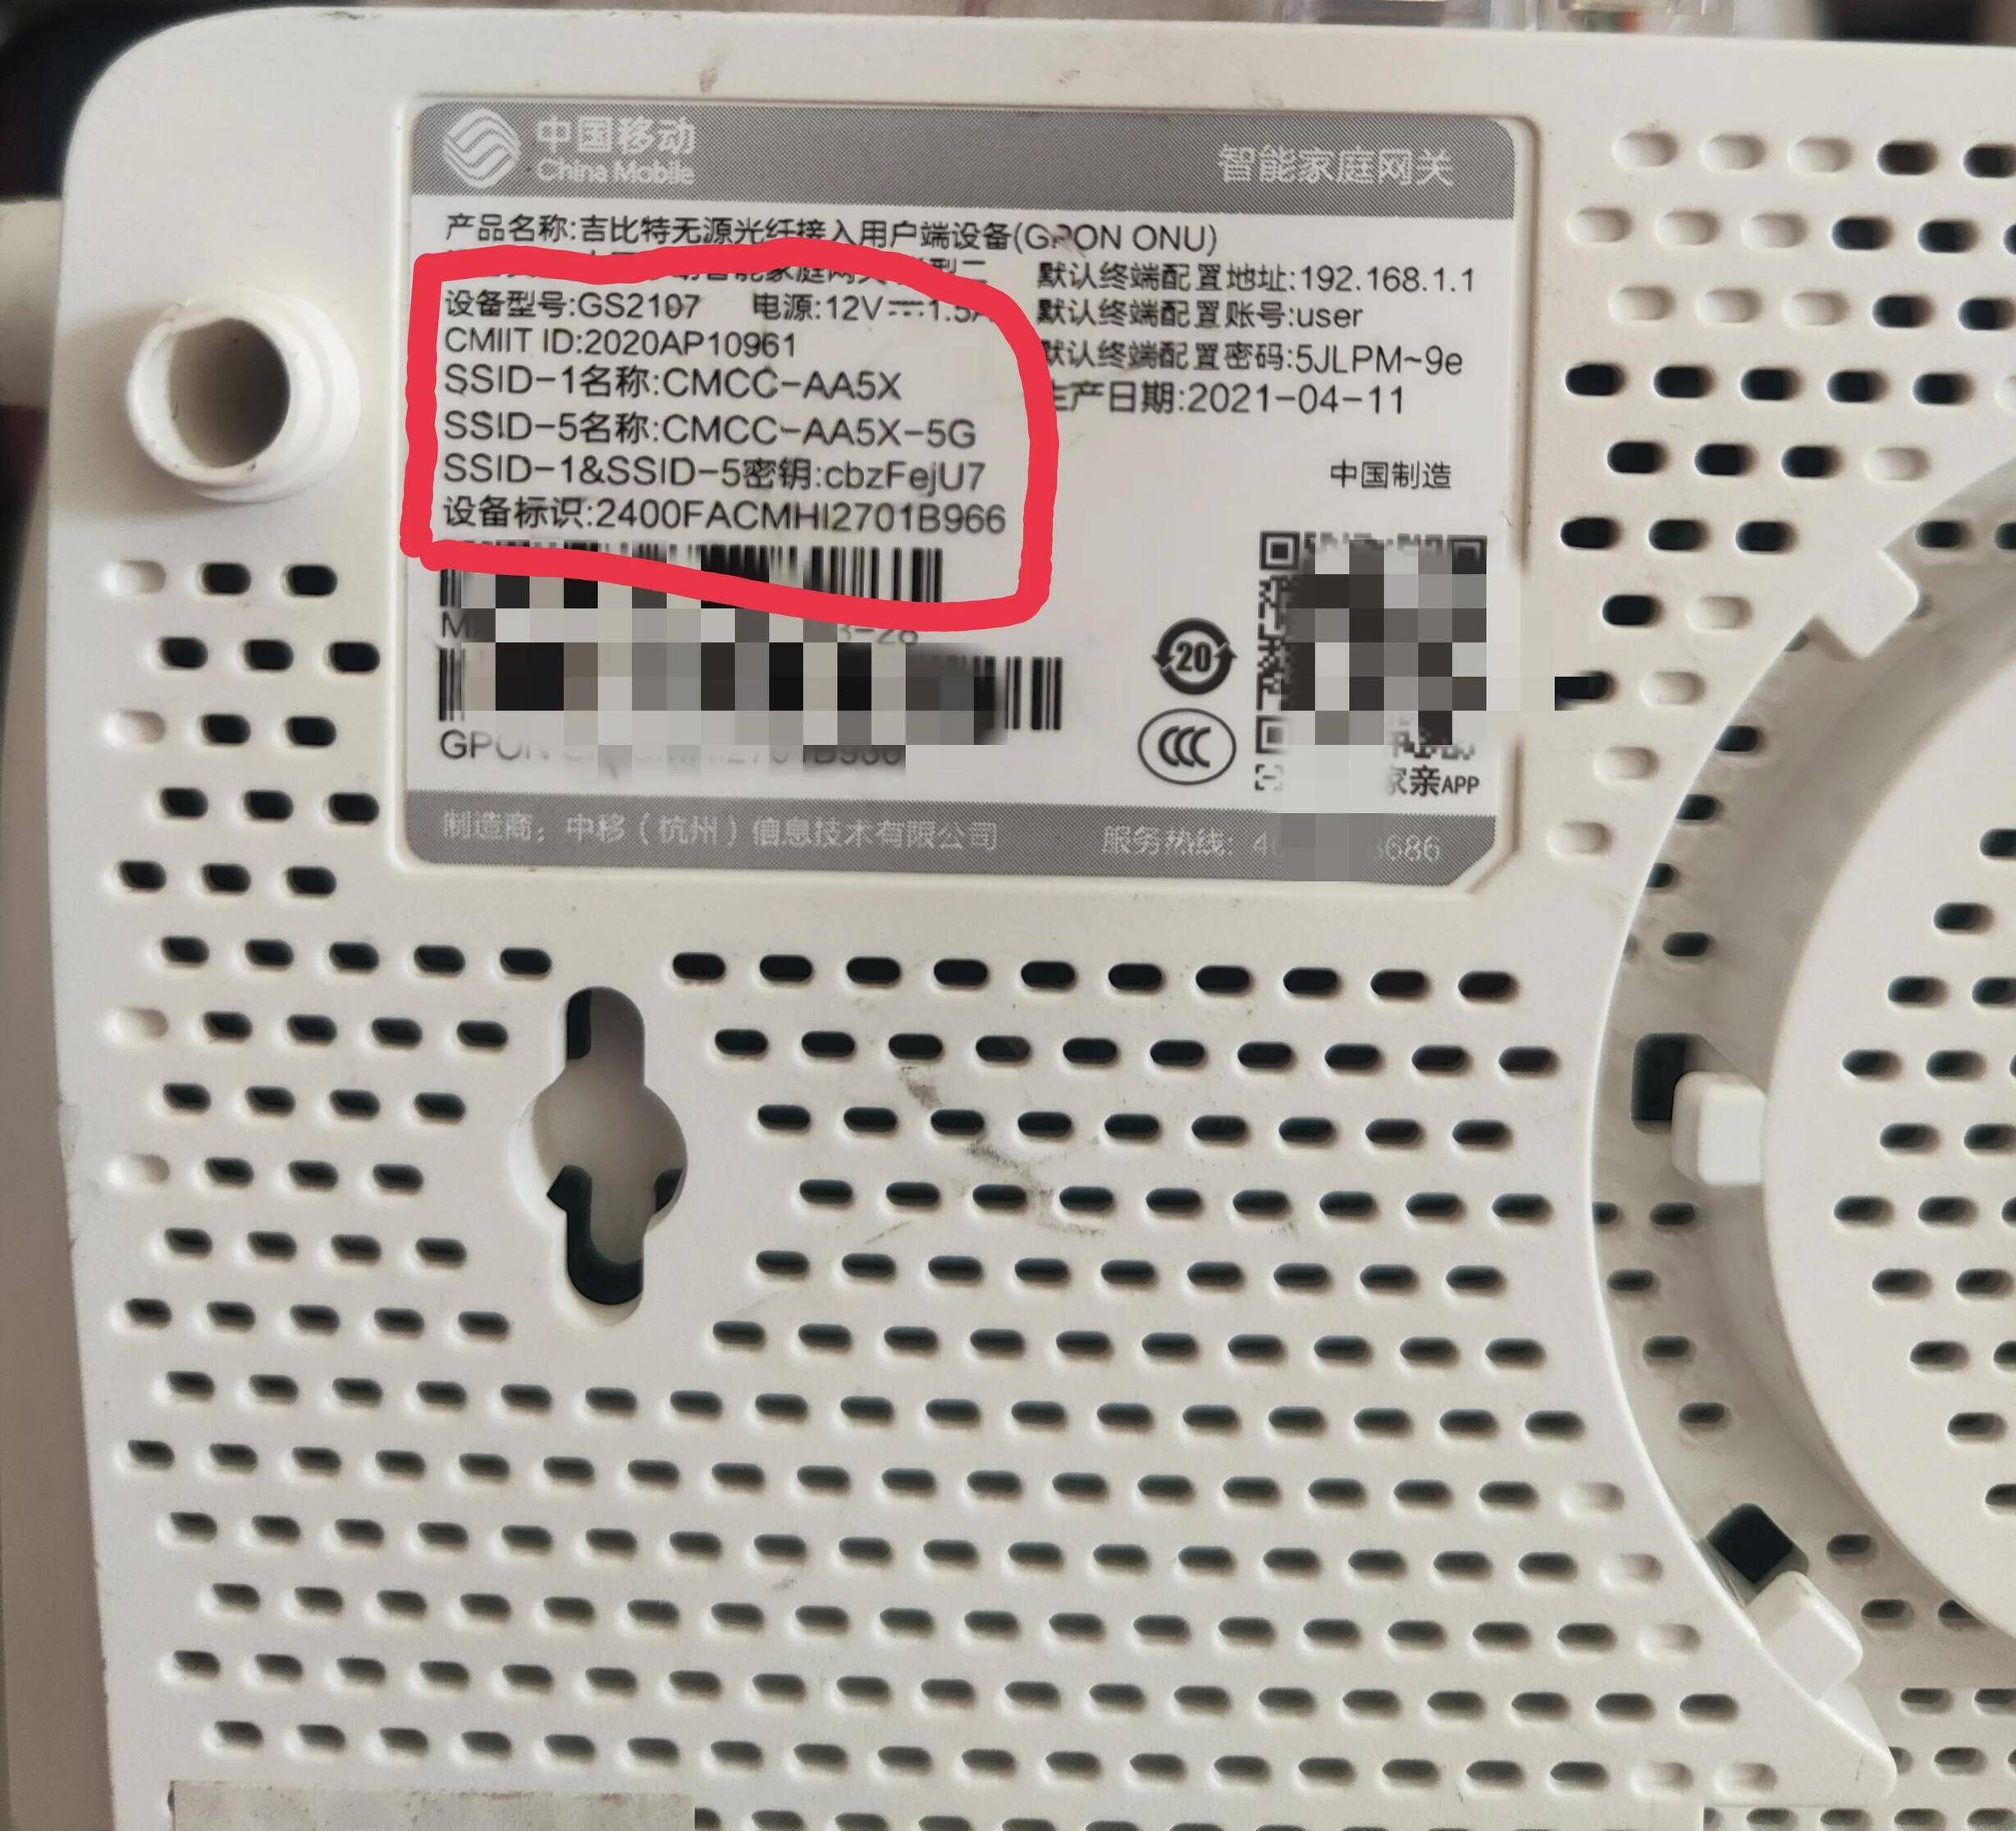 中国移动
China Mobile
智能家庭网关
产品名称:吉比特无源光纤接入用户端设备(GPON ONU)
默认终端配置地址:192.168.1.1
设备型号:GS2107 电源:12V⎓1.5A
默认终端配置账号:user
CMIIT ID:2020AP10961
默认终端配置密码:5JLPM~9e
SSID-1名称:CMCC-AA5X
生产日期:2021-04-11
SSID-5名称:CMCC-AA5X-5G
SSID-1&SSID-5密钥:cbzFejU7
中国制造
设备标识:2400FACMHI2701B966
20
CCC
GPON
家亲APP
制造商：中移（杭州）信息技术有限公司
服务热线: 4 3686